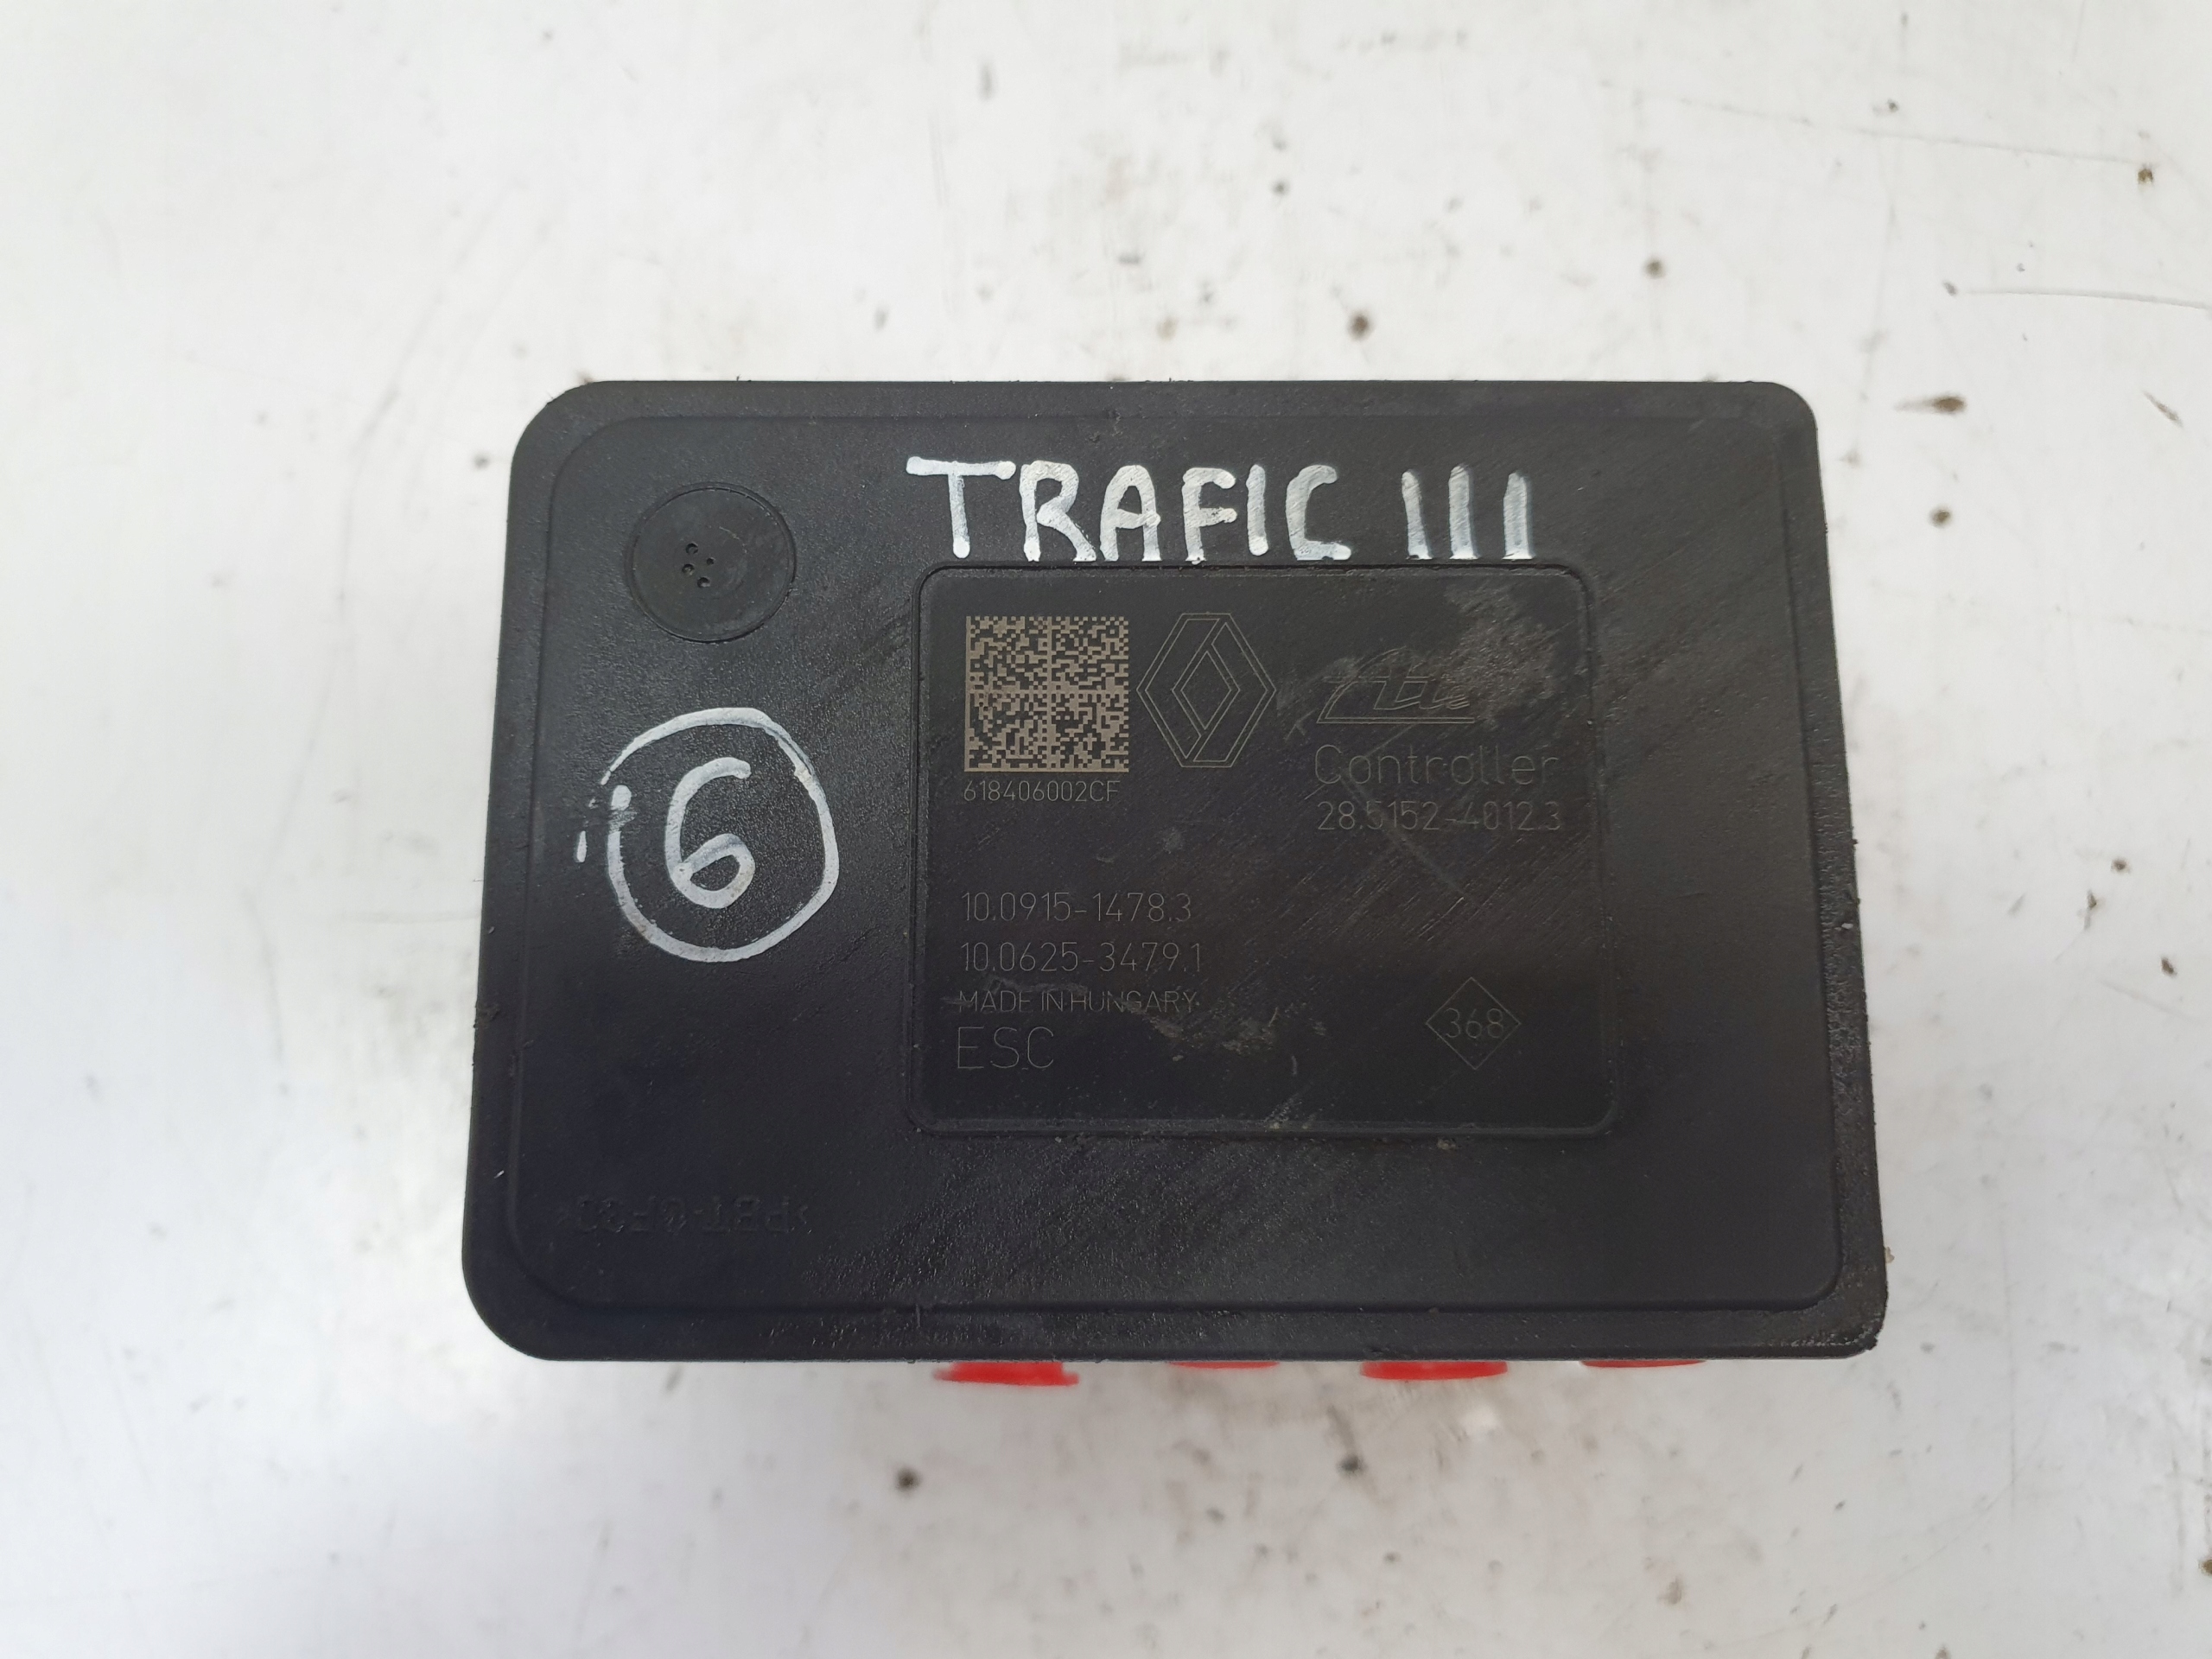 TRAFIC III
6
ate
618406002CF
Controller
28.5152-4012.3
10.0915-1478.3
10.0625-3479.1
MADE IN HUNGARY
ESC
368